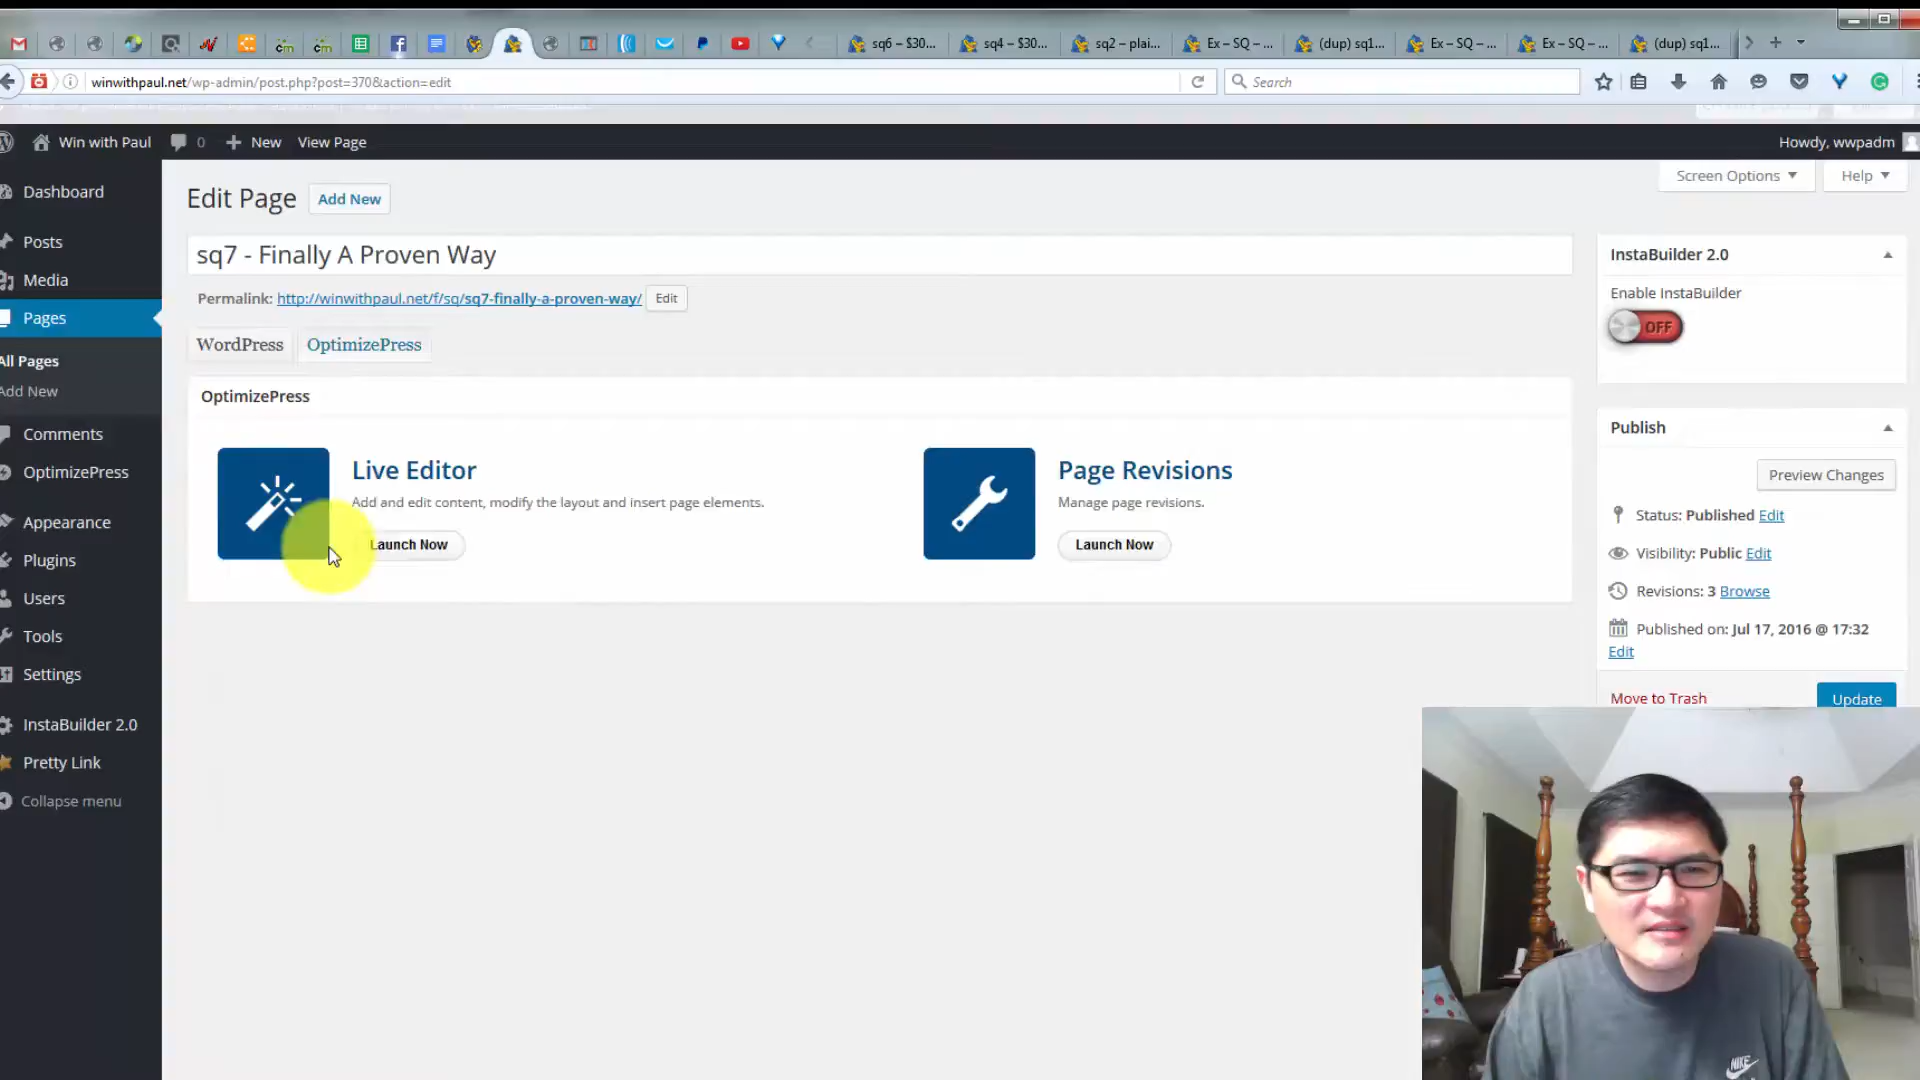 sq6 – $30...
sq4 – $30...
sq2 – plai...
Ex – SQ – ...
(dup) sq1...
Ex – SQ – ...
Ex – SQ – ...
(dup) sq1...
winwithpaul.net/wp-admin/post.php?post=370&action=edit
Search
Win with Paul
0
New
View Page
Howdy, wwpadm
Dashboard
Posts
Media
Pages
All Pages
Add New
Comments
OptimizePress
Appearance
Plugins
Users
Tools
Settings
InstaBuilder 2.0
Pretty Link
Collapse menu
Screen Options
Help
Edit Page
Add New
sq7 - Finally A Proven Way
Permalink: http://winwithpaul.net/f/sq/sq7-finally-a-proven-way/ Edit
WordPress
OptimizePress
OptimizePress
Live Editor
Add and edit content, modify the layout and insert page elements.
Launch Now
Page Revisions
Manage page revisions.
Launch Now
InstaBuilder 2.0
Enable InstaBuilder
OFF
Publish
Preview Changes
Status: Published Edit
Visibility: Public Edit
Revisions: 3 Browse
Published on: Jul 17, 2016 @ 17:32
Edit
Move to Trash
Update
NIKE